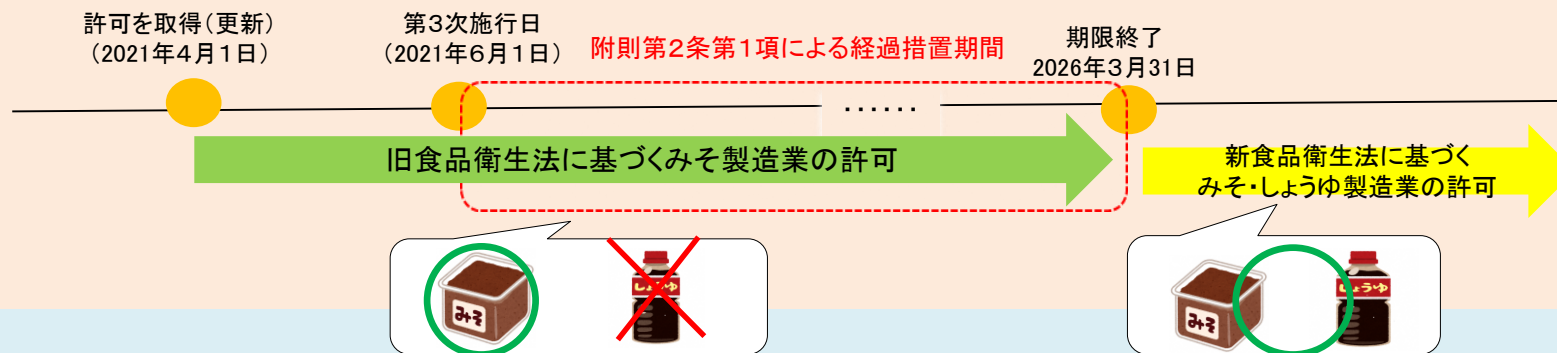 許可を取得（更新）
（2021年４月１日）
第３次施行日
（2021年６月１日）
附則第２条第１項による経過措置期間
期限終了
2026年３月31日
・・・・・・
旧食品衛生法に基づくみそ製造業の許可
新食品衛生法に基づく
みそ・しょうゆ製造業の許可
みそ
しょうゆ
みそ
しょうゆ